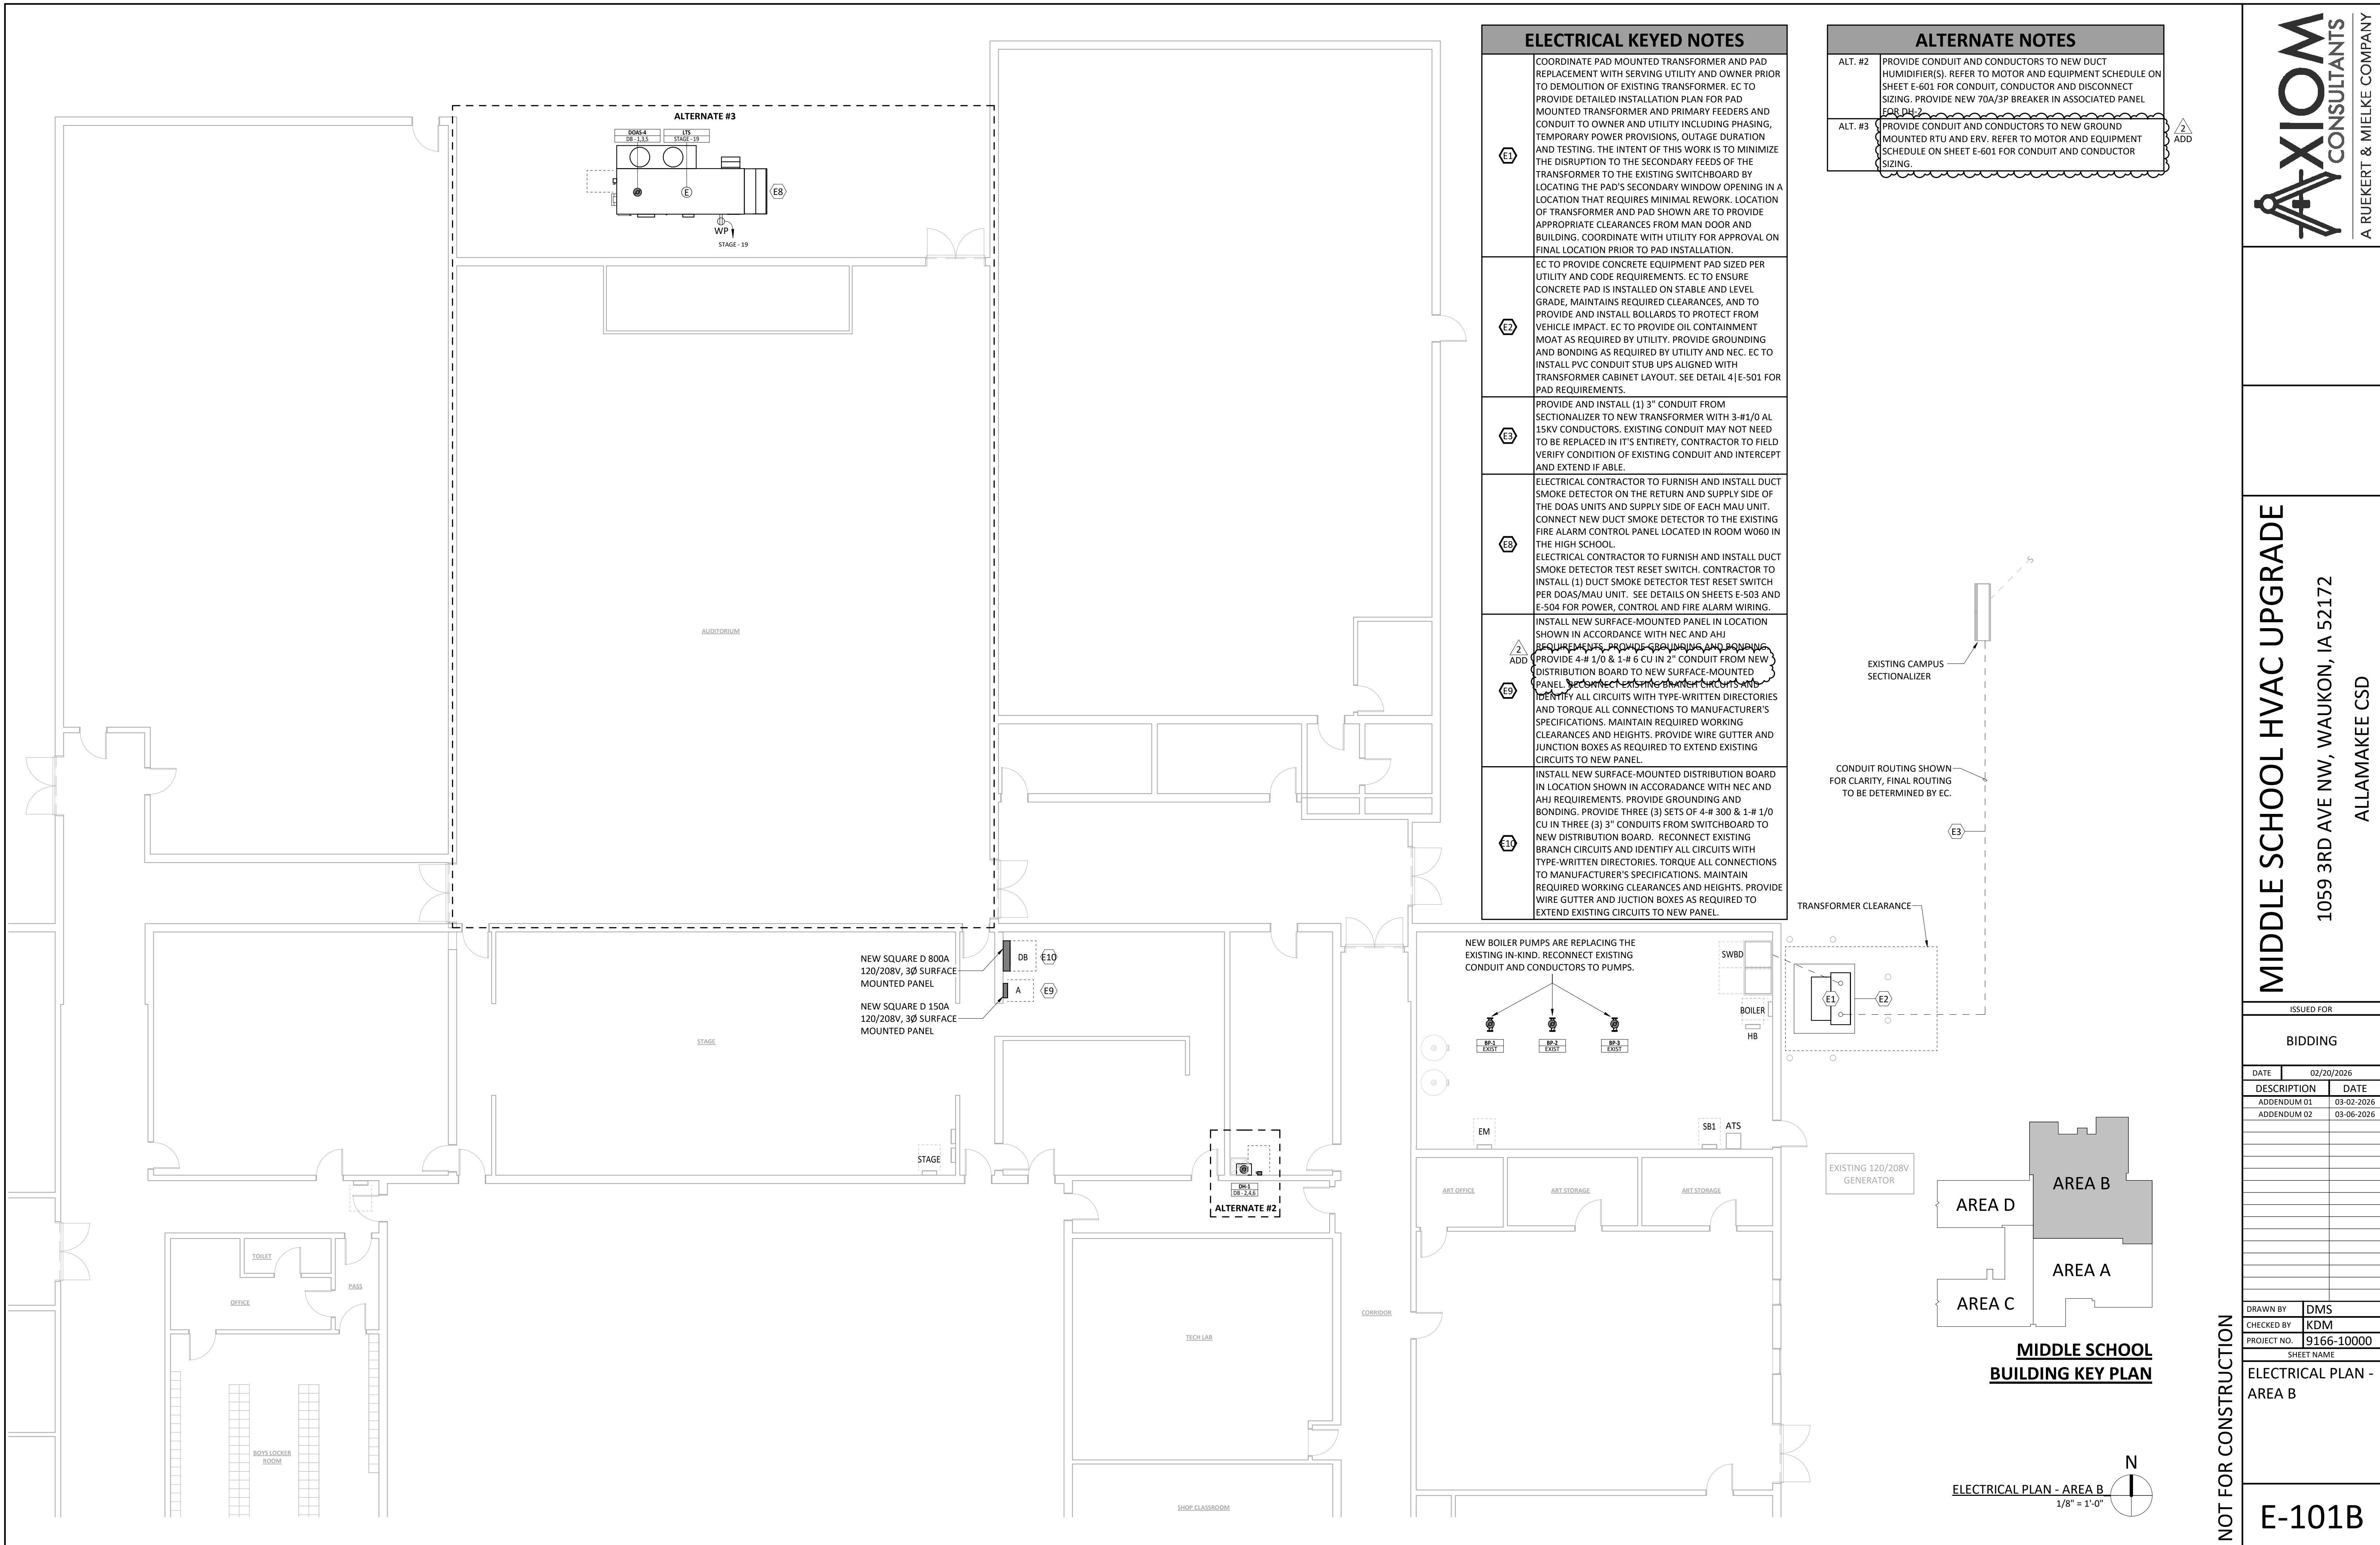 ALTERNATE #3
DOAS-4
DB - 1,3,5
LTS
STAGE - 19
E
E8
WP
STAGE - 19
AUDITORIUM
NEW SQUARE D 800A
120/208V, 3Ø SURFACE
MOUNTED PANEL
DB
E10
NEW SQUARE D 150A
120/208V, 3Ø SURFACE
MOUNTED PANEL
A
E9
STAGE
STAGE
DH-1
DB - 2,4,6
ALTERNATE #2
TOILET
OFFICE
PASS
BOYS LOCKER
ROOM
TECH LAB
SHOP CLASSROOM
CORRIDOR
NEW BOILER PUMPS ARE REPLACING THE
EXISTING IN-KIND. RECONNECT EXISTING
CONDUIT AND CONDUCTORS TO PUMPS.
BP-1
EXIST
BP-2
EXIST
BP-3
EXIST
SWBD
BOILER
HB
EM
SB1
ATS
ART OFFICE
ART STORAGE
ART STORAGE
ELECTRICAL KEYED NOTES
E1
COORDINATE PAD MOUNTED TRANSFORMER AND PAD
REPLACEMENT WITH SERVING UTILITY AND OWNER PRIOR
TO DEMOLITION OF EXISTING TRANSFORMER. EC TO
PROVIDE DETAILED INSTALLATION PLAN FOR PAD
MOUNTED TRANSFORMER AND PRIMARY FEEDERS AND
CONDUIT TO OWNER AND UTILITY INCLUDING PHASING,
TEMPORARY POWER PROVISIONS, OUTAGE DURATION
AND TESTING. THE INTENT OF THIS WORK IS TO MINIMIZE
THE DISRUPTION TO THE SECONDARY FEEDS OF THE
TRANSFORMER TO THE EXISTING SWITCHBOARD BY
LOCATING THE PAD'S SECONDARY WINDOW OPENING IN A
LOCATION THAT REQUIRES MINIMAL REWORK. LOCATION
OF TRANSFORMER AND PAD SHOWN ARE TO PROVIDE
APPROPRIATE CLEARANCES FROM MAN DOOR AND
BUILDING. COORDINATE WITH UTILITY FOR APPROVAL ON
FINAL LOCATION PRIOR TO PAD INSTALLATION.
E2
EC TO PROVIDE CONCRETE EQUIPMENT PAD SIZED PER
UTILITY AND CODE REQUIREMENTS. EC TO ENSURE
CONCRETE PAD IS INSTALLED ON STABLE AND LEVEL
GRADE, MAINTAINS REQUIRED CLEARANCES, AND TO
PROVIDE AND INSTALL BOLLARDS TO PROTECT FROM
VEHICLE IMPACT. EC TO PROVIDE OIL CONTAINMENT
MOAT AS REQUIRED BY UTILITY. PROVIDE GROUNDING
AND BONDING AS REQUIRED BY UTILITY AND NEC. EC TO
INSTALL PVC CONDUIT STUB UPS ALIGNED WITH
TRANSFORMER CABINET LAYOUT. SEE DETAIL 4|E-501 FOR
PAD REQUIREMENTS.
E3
PROVIDE AND INSTALL (1) 3" CONDUIT FROM
SECTIONALIZER TO NEW TRANSFORMER WITH 3-#1/0 AL
15KV CONDUCTORS. EXISTING CONDUIT MAY NOT NEED
TO BE REPLACED IN IT'S ENTIRETY, CONTRACTOR TO FIELD
VERIFY CONDITION OF EXISTING CONDUIT AND INTERCEPT
AND EXTEND IF ABLE.
E8
ELECTRICAL CONTRACTOR TO FURNISH AND INSTALL DUCT
SMOKE DETECTOR ON THE RETURN AND SUPPLY SIDE OF
THE DOAS UNITS AND SUPPLY SIDE OF EACH MAU UNIT.
CONNECT NEW DUCT SMOKE DETECTOR TO THE EXISTING
FIRE ALARM CONTROL PANEL LOCATED IN ROOM W060 IN
THE HIGH SCHOOL.
ELECTRICAL CONTRACTOR TO FURNISH AND INSTALL DUCT
SMOKE DETECTOR TEST RESET SWITCH. CONTRACTOR TO
INSTALL (1) DUCT SMOKE DETECTOR TEST RESET SWITCH
PER DOAS/MAU UNIT. SEE DETAILS ON SHEETS E-503 AND
E-504 FOR POWER, CONTROL AND FIRE ALARM WIRING.
2
ADD
E9
INSTALL NEW SURFACE-MOUNTED PANEL IN LOCATION
SHOWN IN ACCORDANCE WITH NEC AND AHJ
REQUIREMENTS. PROVIDE GROUNDING AND BONDING.
PROVIDE 4-# 1/0 & 1-# 6 CU IN 2" CONDUIT FROM NEW
DISTRIBUTION BOARD TO NEW SURFACE-MOUNTED
PANEL. RECONNECT EXISTING BRANCH CIRCUITS AND
IDENTIFY ALL CIRCUITS WITH TYPE-WRITTEN DIRECTORIES
AND TORQUE ALL CONNECTIONS TO MANUFACTURER'S
SPECIFICATIONS. MAINTAIN REQUIRED WORKING
CLEARANCES AND HEIGHTS. PROVIDE WIRE GUTTER AND
JUNCTION BOXES AS REQUIRED TO EXTEND EXISTING
CIRCUITS TO NEW PANEL.
E10
INSTALL NEW SURFACE-MOUNTED DISTRIBUTION BOARD
IN LOCATION SHOWN IN ACCORADANCE WITH NEC AND
AHJ REQUIREMENTS. PROVIDE GROUNDING AND
BONDING. PROVIDE THREE (3) SETS OF 4-# 300 & 1-# 1/0
CU IN THREE (3) 3" CONDUITS FROM SWITCHBOARD TO
NEW DISTRIBUTION BOARD. RECONNECT EXISTING
BRANCH CIRCUITS AND IDENTIFY ALL CIRCUITS WITH
TYPE-WRITTEN DIRECTORIES. TORQUE ALL CONNECTIONS
TO MANUFACTURER'S SPECIFICATIONS. MAINTAIN
REQUIRED WORKING CLEARANCES AND HEIGHTS. PROVIDE
WIRE GUTTER AND JUCTION BOXES AS REQUIRED TO
EXTEND EXISTING CIRCUITS TO NEW PANEL.
ALTERNATE NOTES
ALT. #2
PROVIDE CONDUIT AND CONDUCTORS TO NEW DUCT
HUMIDIFIER(S). REFER TO MOTOR AND EQUIPMENT SCHEDULE ON
SHEET E-601 FOR CONDUIT, CONDUCTOR AND DISCONNECT
SIZING. PROVIDE NEW 70A/3P BREAKER IN ASSOCIATED PANEL
FOR DH-2
ALT. #3
PROVIDE CONDUIT AND CONDUCTORS TO NEW GROUND
MOUNTED RTU AND ERV. REFER TO MOTOR AND EQUIPMENT
SCHEDULE ON SHEET E-601 FOR CONDUIT AND CONDUCTOR
SIZING.
2
ADD
S
EXISTING CAMPUS
SECTIONALIZER
CONDUIT ROUTING SHOWN
FOR CLARITY, FINAL ROUTING
TO BE DETERMINED BY EC.
E3
TRANSFORMER CLEARANCE
E1
E2
EXISTING 120/208V
GENERATOR
AREA B
AREA D
AREA A
AREA C
MIDDLE SCHOOL
BUILDING KEY PLAN
N
ELECTRICAL PLAN - AREA B
1/8" = 1'-0"
NOT FOR CONSTRUCTION
AXIOM
CONSULTANTS
A RUEKERT & MIELKE COMPANY
MIDDLE SCHOOL HVAC UPGRADE
1059 3RD AVE NW, WAUKON, IA 52172
ALLAMAKEE CSD
ISSUED FOR
BIDDING
DATE 02/20/2026
DESCRIPTION DATE
ADDENDUM 01 03-02-2026
ADDENDUM 02 03-06-2026
DRAWN BY DMS
CHECKED BY KDM
PROJECT NO. 9166-10000
SHEET NAME
ELECTRICAL PLAN -
AREA B
E-101B